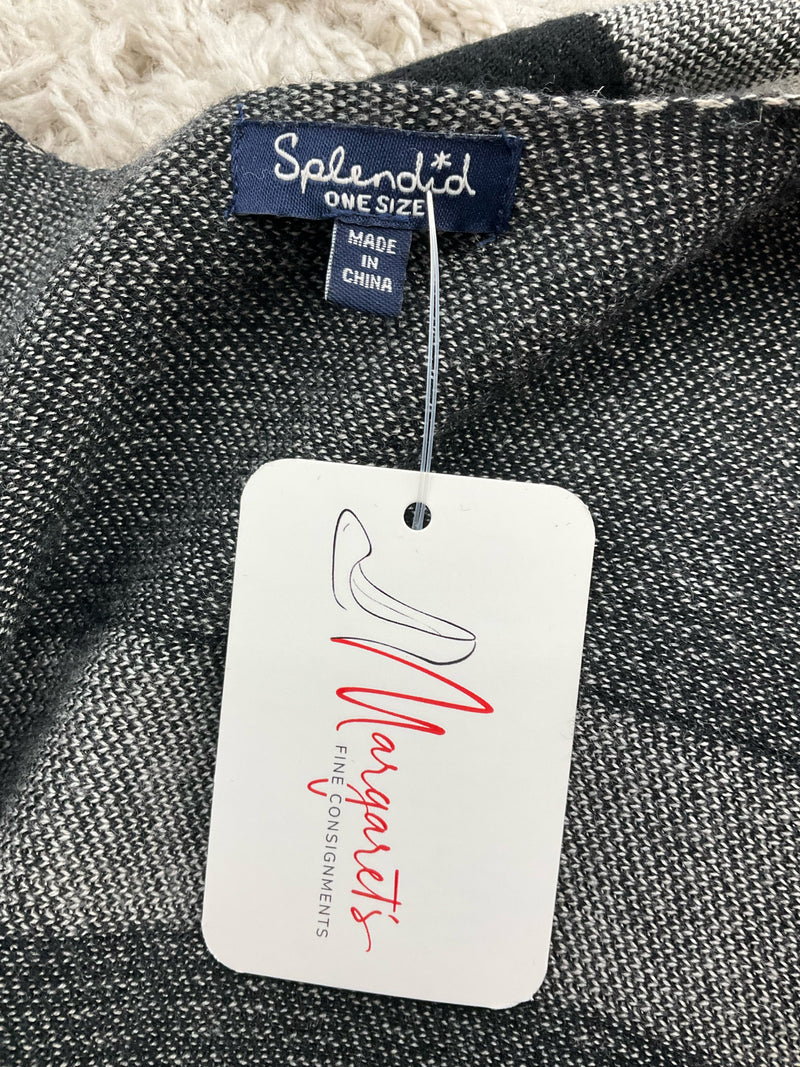 Splendid
ONE SIZE
MADE
IN
CHINA
Margaret's
FINE CONSIGNMENTS